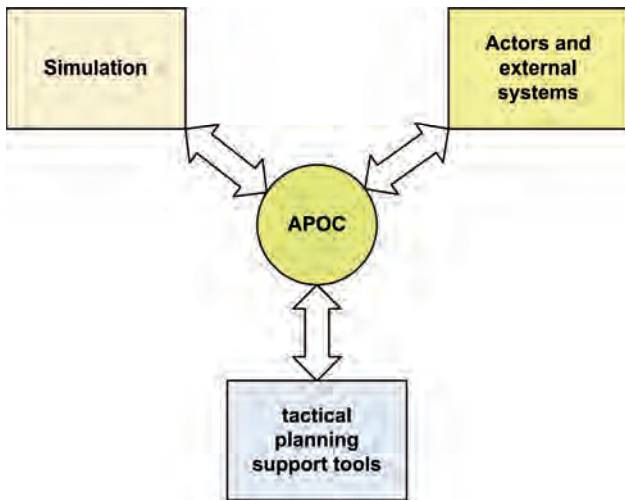 Simulation
Actors and
external
systems
APOC
tactical
planning
support tools